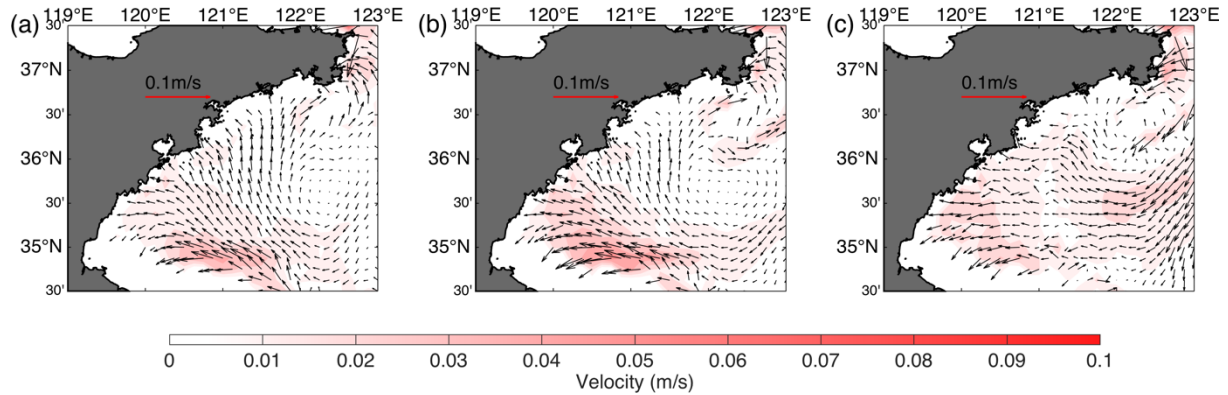 (a) 119°E 120°E 121°E 122°E 123°E (b) 119°E 120°E 121°E 122°E 123°E (c) 119°E 120°E 121°E 122°E 123°E
30' 30' 30'
37°N 37°N 37°N
0.1m/s 0.1m/s 0.1m/s
30' 30' 30'
36°N 36°N 36°N
30' 30' 30'
35°N 35°N 35°N
30' 30' 30'
0 0.01 0.02 0.03 0.04 0.05 0.06 0.07 0.08 0.09 0.1
Velocity (m/s)